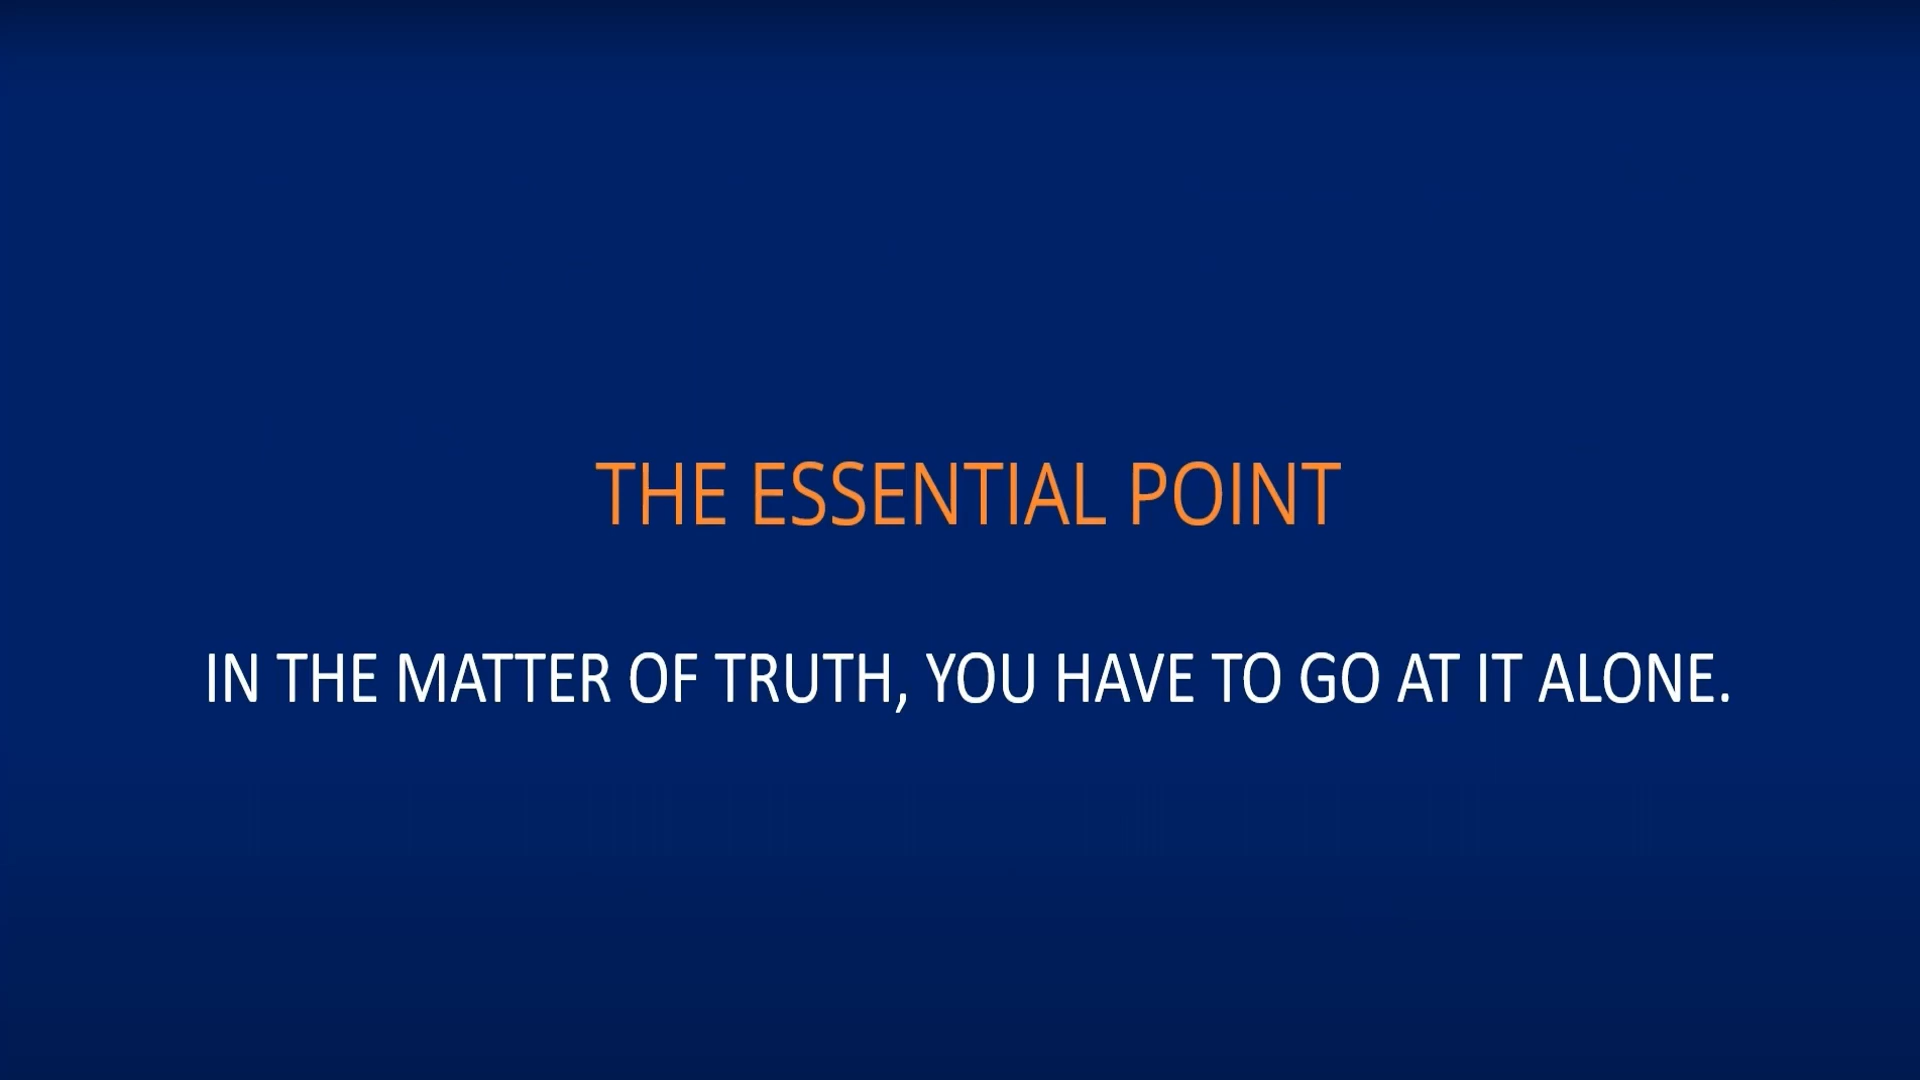 THE ESSENTIAL POINT
IN THE MATTER OF TRUTH, YOU HAVE TO GO AT IT ALONE.